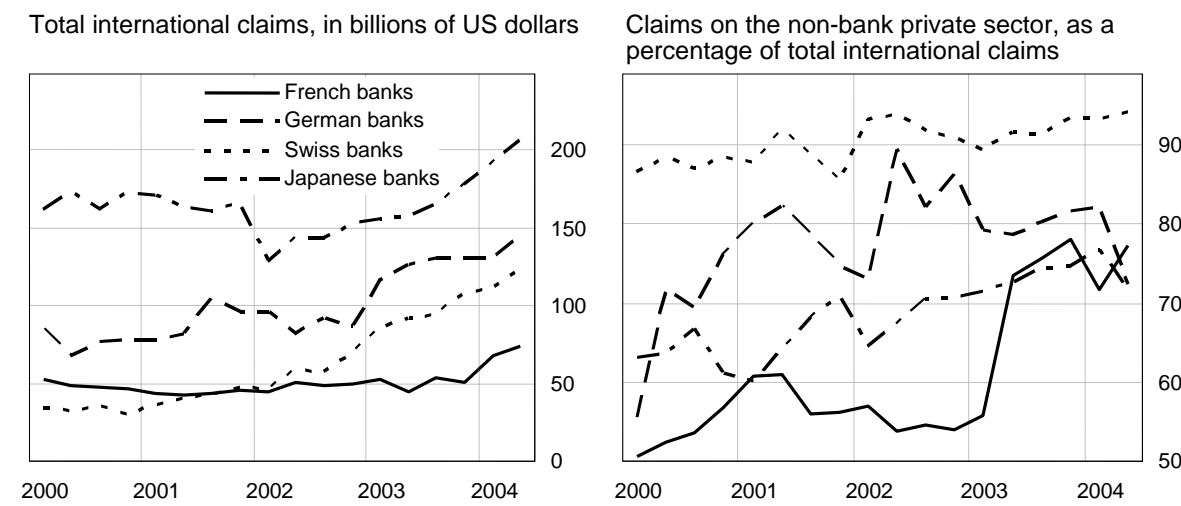 Total international claims, in billions of US dollars
French banks
German banks
Swiss banks
Japanese banks
200
150
100
50
0
2000 2001 2002 2003 2004
Claims on the non-bank private sector, as a
percentage of total international claims
90
80
70
60
50
2000 2001 2002 2003 2004